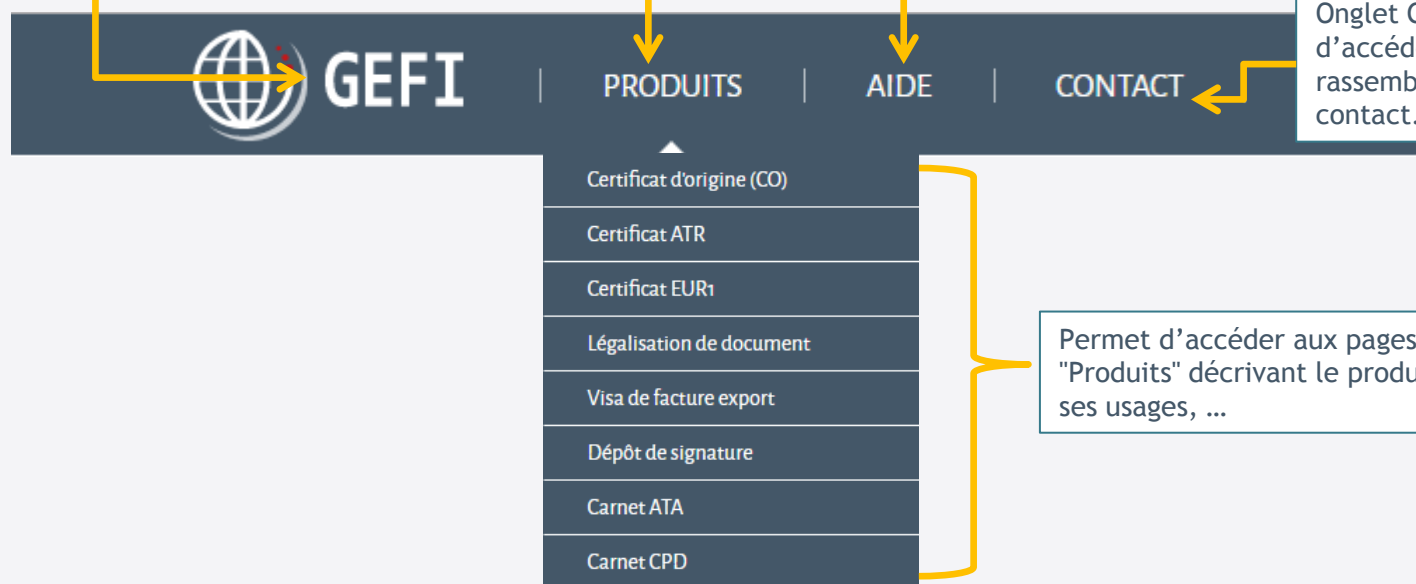 Onglet C
d'accéd
rassemb
contact.
GEFI | PRODUITS | AIDE | CONTACT
Certificat d'origine (CO)
Certificat ATR
Certificat EUR1
Légalisation de document
Visa de facture export
Dépôt de signature
Carnet ATA
Carnet CPD
Permet d'accéder aux pages
"Produits" décrivant le produ
ses usages, ...